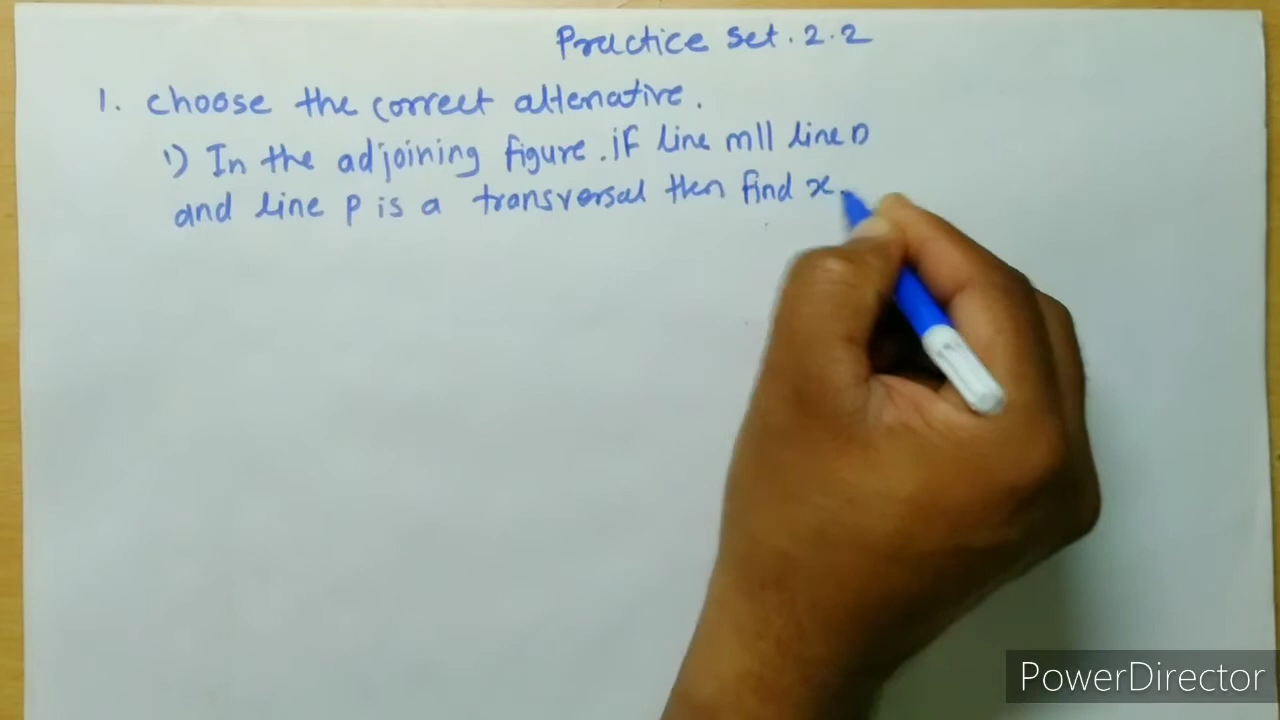 Practice Set. 2.2
1. choose the correct altenative.
1) In the adjoining figure. if line m|| line n
and line p is a transversal then find x.
PowerDirector